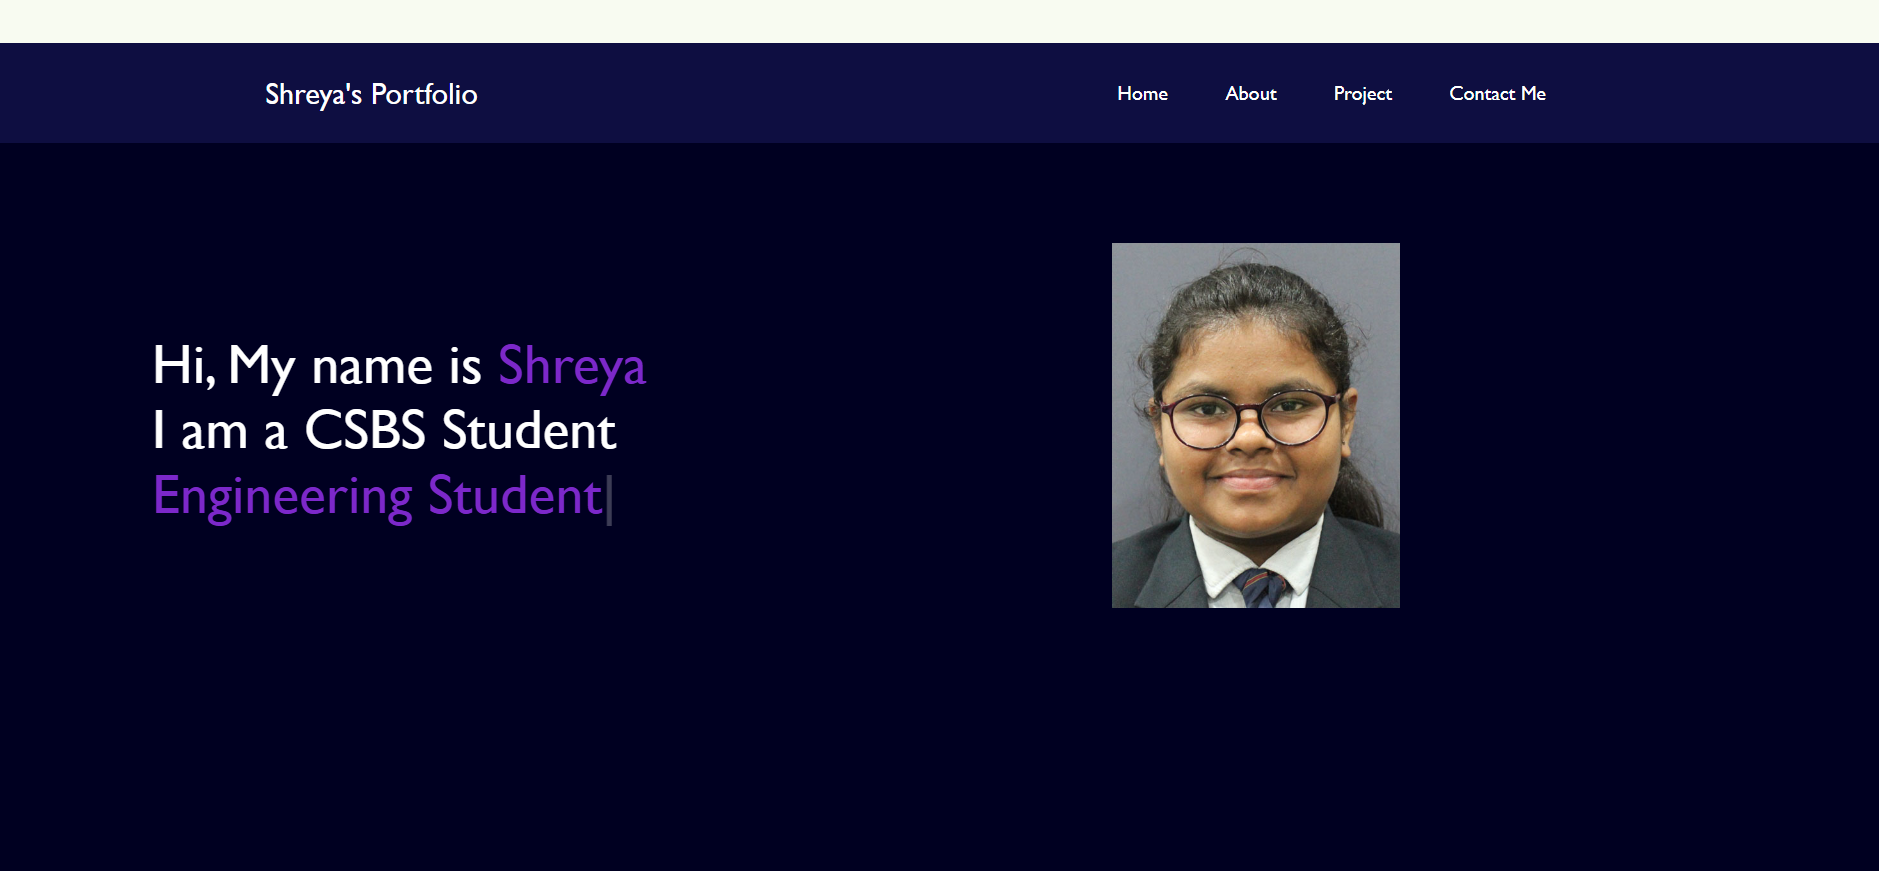 Shreya's Portfolio
Home About Project Contact Me
Hi, My name is Shreya
I am a CSBS Student
Engineering Student|